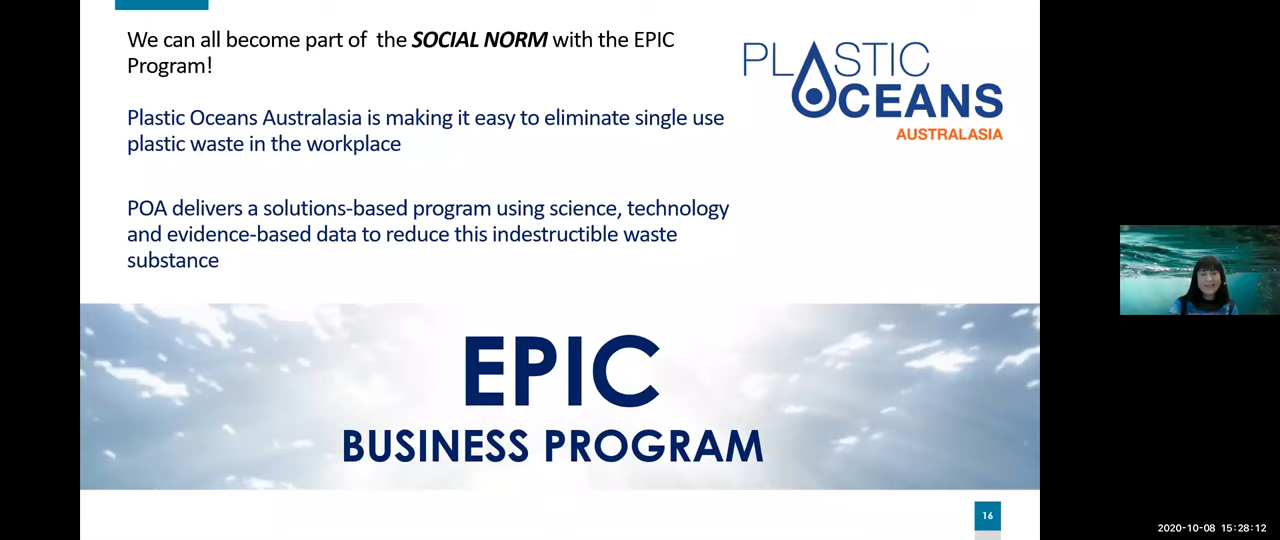 We can all become part of the SOCIAL NORM with the EPIC
Program!
Plastic Oceans Australasia is making it easy to eliminate single use
plastic waste in the workplace
POA delivers a solutions-based program using science, technology
and evidence-based data to reduce this indestructible waste
substance
PLASTIC
OCEANS
AUSTRALASIA
EPIC
BUSINESS PROGRAM
16
2020-10-08 15:28:12